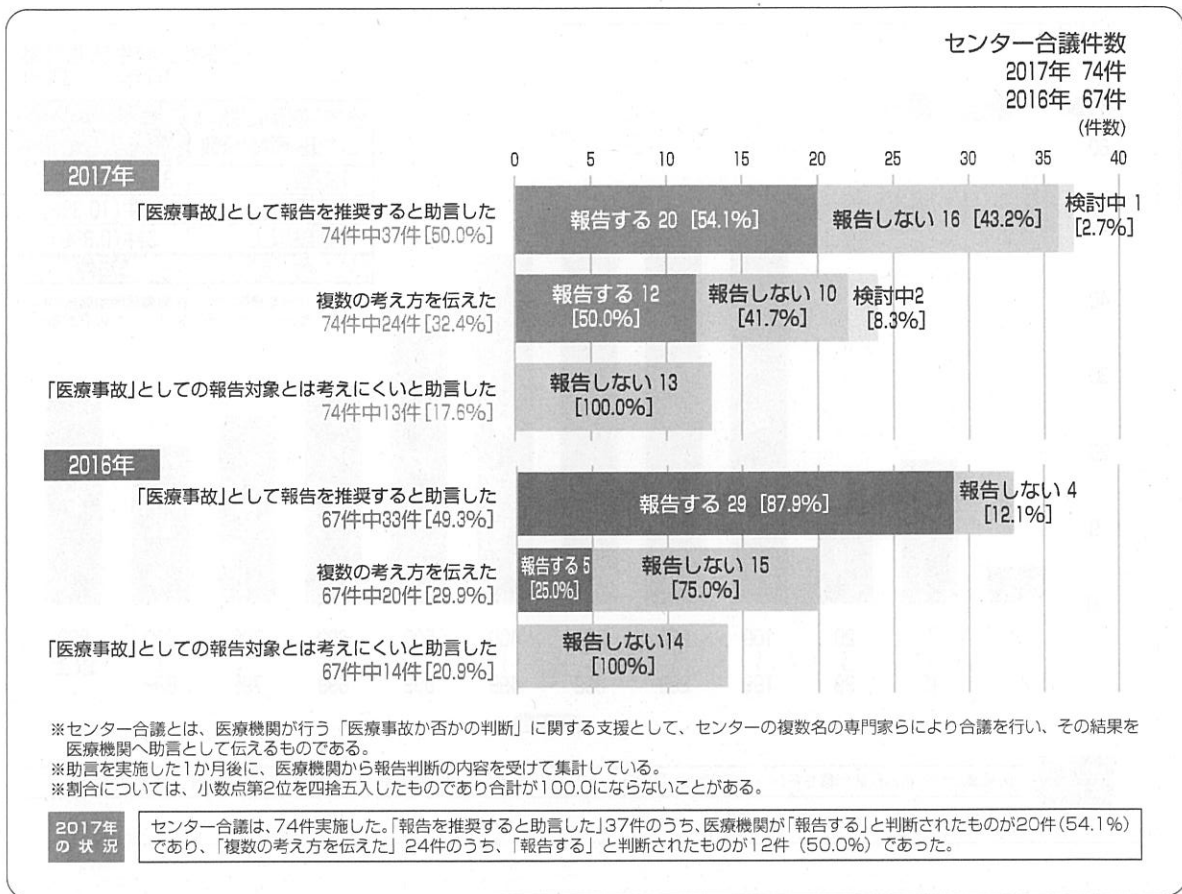 センター合議件数
2017年 74件
2016年 67件
(件数)
0 5 10 15 20 25 30 35 40
2017年
「医療事故」として報告を推奨すると助言した
74件中37件[50.0%]
報告する 20 [54.1%]
報告しない 16 [43.2%]
検討中 1
[2.7%]
複数の考え方を伝えた
74件中24件[32.4%]
報告する 12
[50.0%]
報告しない 10
[41.7%]
検討中2
[8.3%]
「医療事故」としての報告対象とは考えにくいと助言した
74件中13件[17.6%]
報告しない 13
[100.0%]
2016年
「医療事故」として報告を推奨すると助言した
67件中33件[49.3%]
報告する 29 [87.9%]
報告しない 4
[12.1%]
複数の考え方を伝えた
67件中20件[29.9%]
報告する 5
[25.0%]
報告しない 15
[75.0%]
「医療事故」としての報告対象とは考えにくいと助言した
67件中14件[20.9%]
報告しない14
[100%]
※センター合議とは、医療機関が行う「医療事故か否かの判断」に関する支援として、センターの複数名の専門家らにより合議を行い、その結果を
医療機関へ助言として伝えるものである。
※助言を実施した1か月後に、医療機関から報告判断の内容を受けて集計している。
※割合については、小数点第2位を四捨五入したものであり合計が100.0にならないことがある。
2017年
の状況
センター合議は、74件実施した。「報告を推奨すると助言した」37件のうち、医療機関が「報告する」と判断されたものが20件(54.1%)
であり、「複数の考え方を伝えた」24件のうち、「報告する」と判断されたものが12件(50.0%)であった。